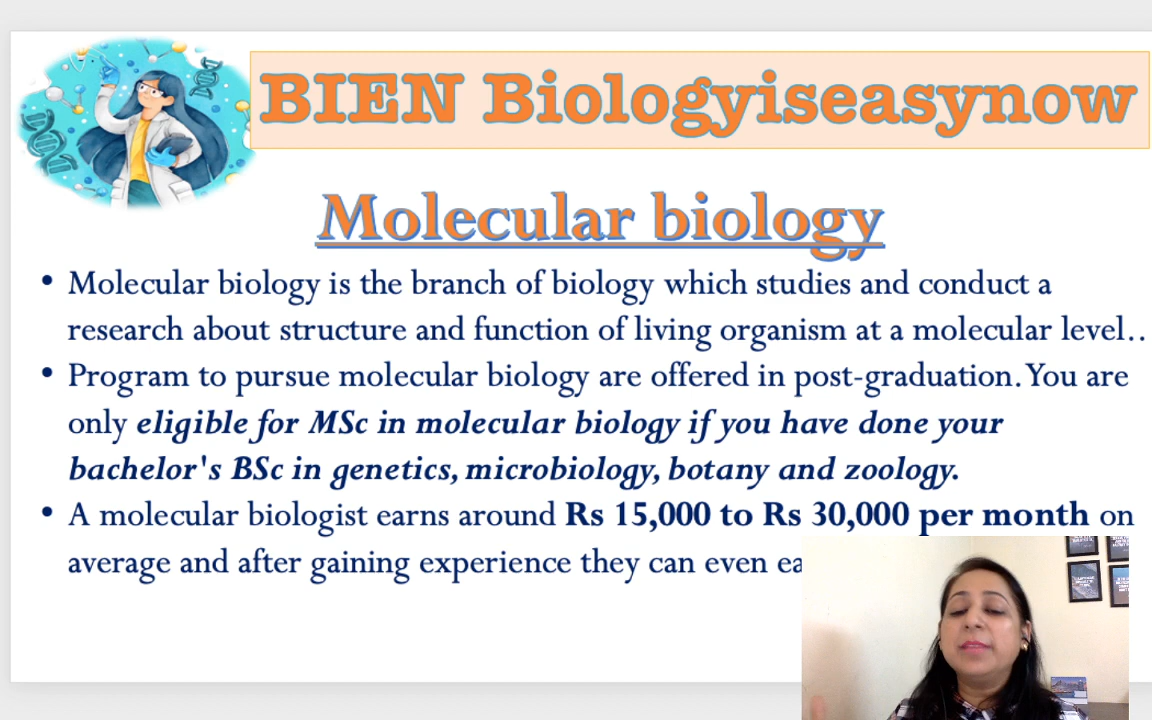 BIEN Biologyiseasynow
Molecular biology
• Molecular biology is the branch of biology which studies and conduct a
research about structure and function of living organism at a molecular level..
• Program to pursue molecular biology are offered in post-graduation. You are
only eligible for MSc in molecular biology if you have done your
bachelor's BSc in genetics, microbiology, botany and zoology.
• A molecular biologist earns around Rs 15,000 to Rs 30,000 per month on
average and after gaining experience they can even